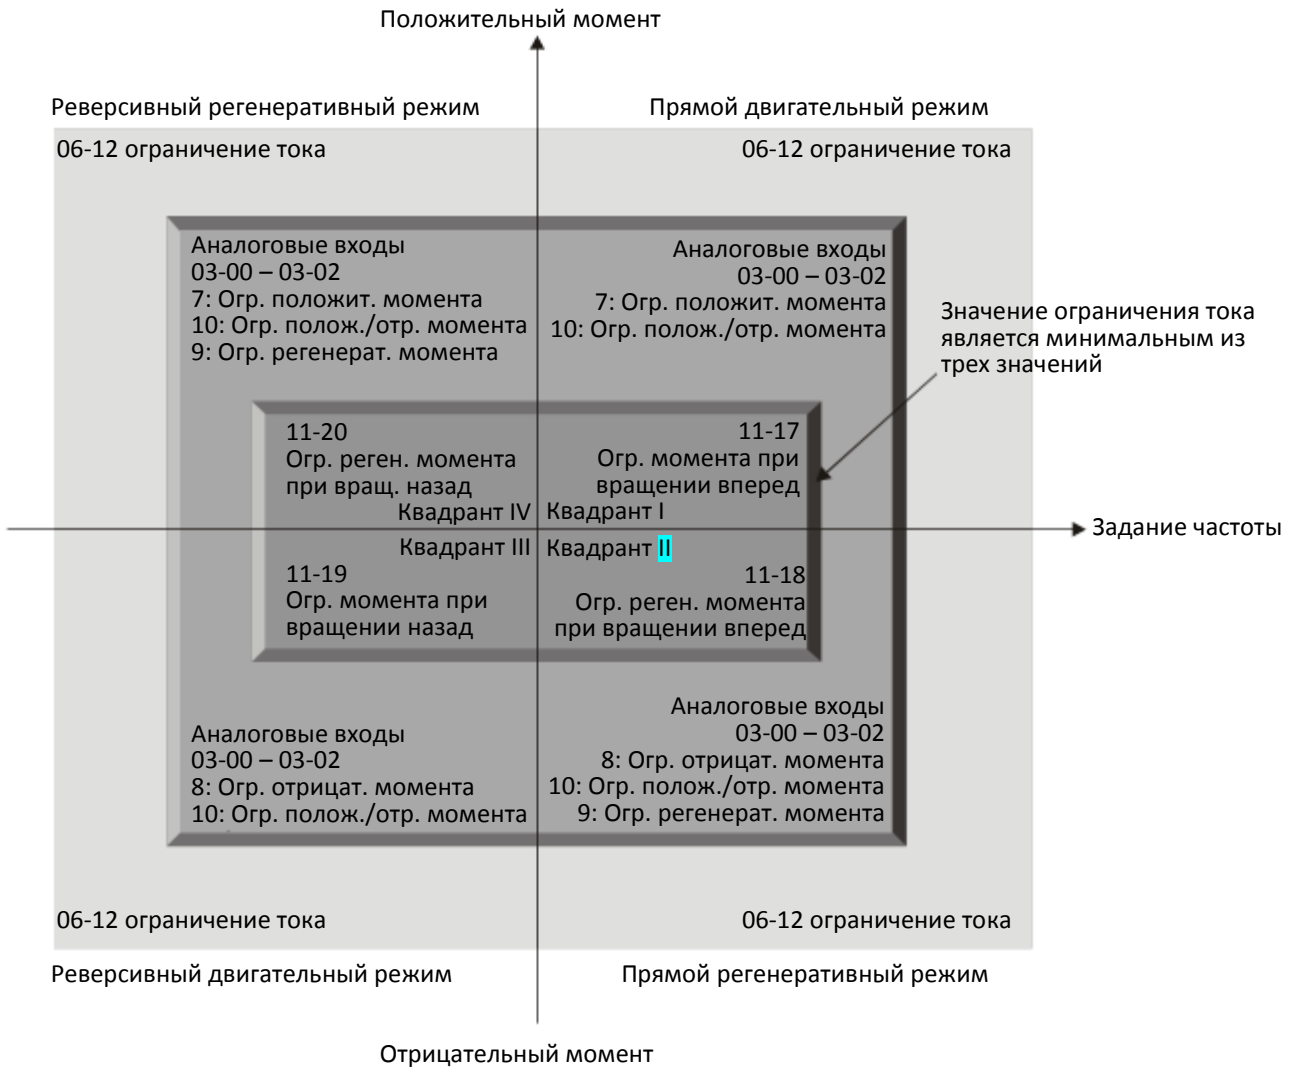 Положительный момент
Реверсивный регенеративный режим
Прямой двигательный режим
06-12 ограничение тока
06-12 ограничение тока
Аналоговые входы
03-00 – 03-02
7: Огр. положит. момента
10: Огр. полож./отр. момента
9: Огр. регенерат. момента
Аналоговые входы
03-00 – 03-02
7: Огр. положит. момента
10: Огр. полож./отр. момента
Значение ограничения тока
является минимальным из
трех значений
11-20
Огр. реген. момента
при вращ. назад
Квадрант IV
11-17
Огр. момента при
вращении вперед
Квадрант I
Задание частоты
Квадрант III
11-19
Огр. момента при
вращении назад
Квадрант II
11-18
Огр. реген. момента
при вращении вперед
Аналоговые входы
03-00 – 03-02
8: Огр. отрицат. момента
10: Огр. полож./отр. момента
Аналоговые входы
03-00 – 03-02
8: Огр. отрицат. момента
10: Огр. полож./отр. момента
9: Огр. регенерат. момента
06-12 ограничение тока
06-12 ограничение тока
Реверсивный двигательный режим
Прямой регенеративный режим
Отрицательный момент